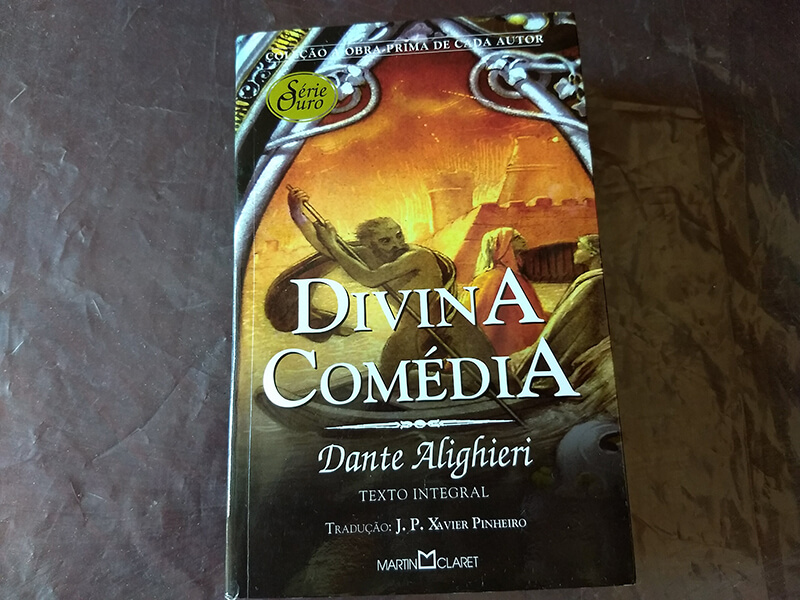 COLEÇÃO A OBRA-PRIMA DE CADA AUTOR
Série
Ouro
DIVINA
COMÉDIA
Dante Alighieri
TEXTO INTEGRAL
TRADUÇÃO: J. P. XAVIER PINHEIRO
MARTIN CLARET